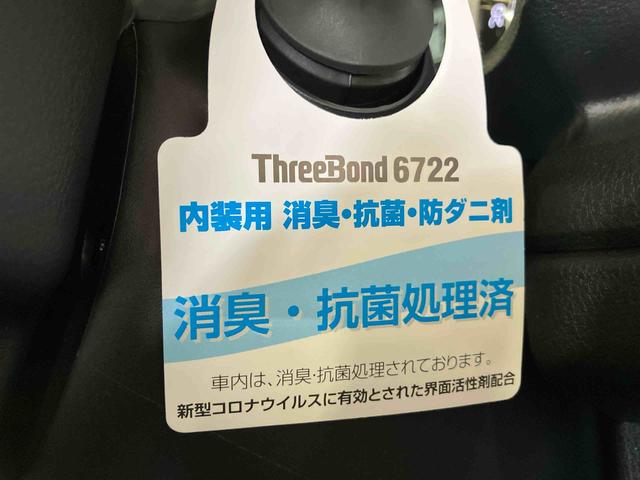 ThreeBond 6722
内装用 消臭・抗菌・防ダニ剤
消臭・抗菌処理済
車内は、消臭・抗菌処理されております。
新型コロナウイルスに有効とされた界面活性剤配合